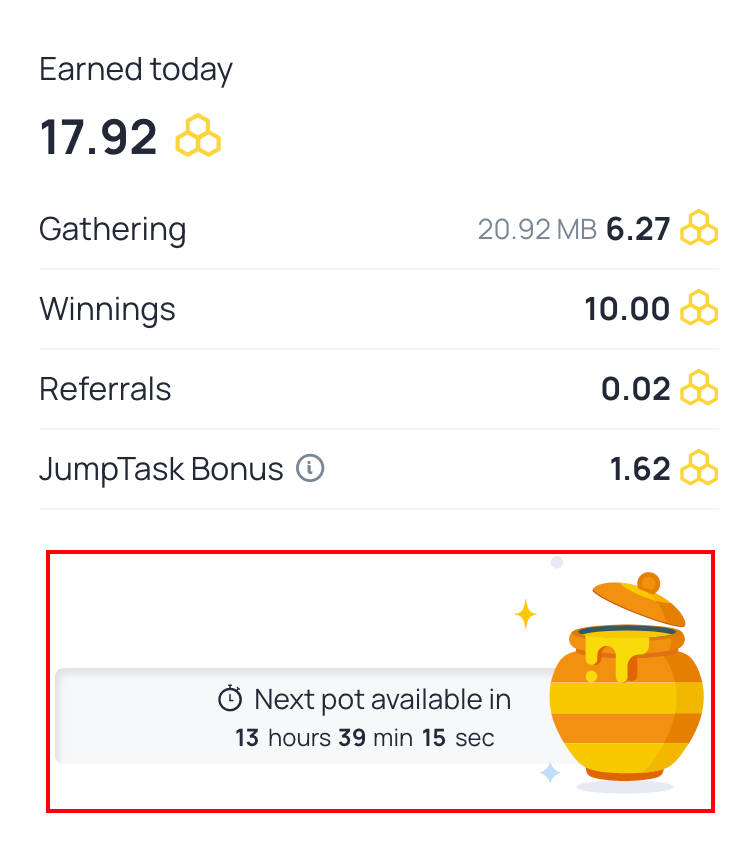 Earned today
17.92
Gathering 20.92 MB 6.27
Winnings 10.00
Referrals 0.02
JumpTask Bonus 1.62
Next pot available in
13 hours 39 min 15 sec